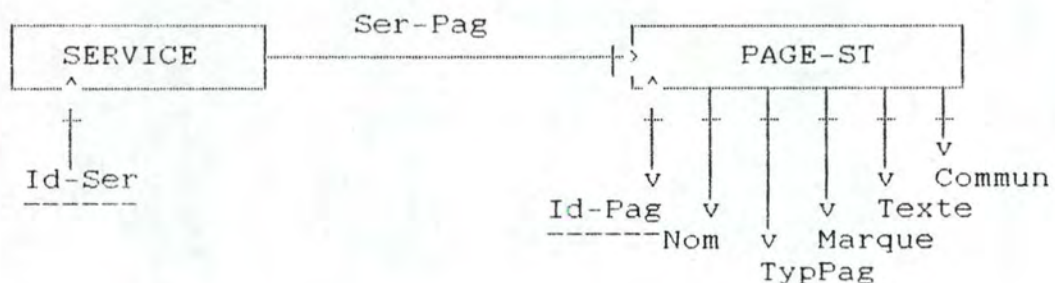 Ser-Pag
SERVICE PAGE-ST
Id-Ser
Commun
Id-Pag Texte
Nom Marque
TypPag